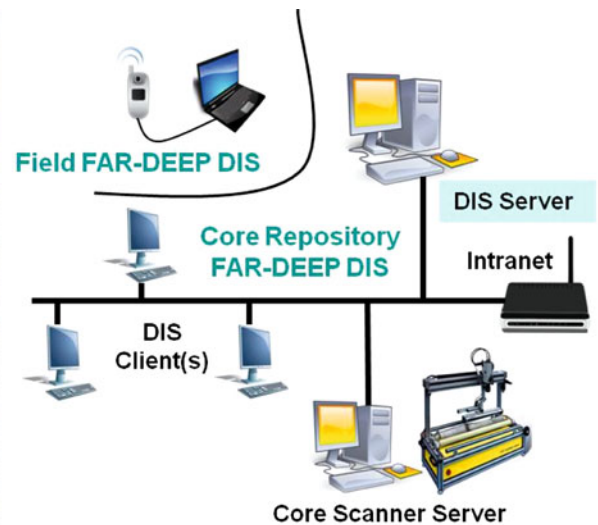 Field FAR-DEEP DIS
DIS Server
Core Repository
FAR-DEEP DIS
Intranet
DIS
Client(s)
Core Scanner Server